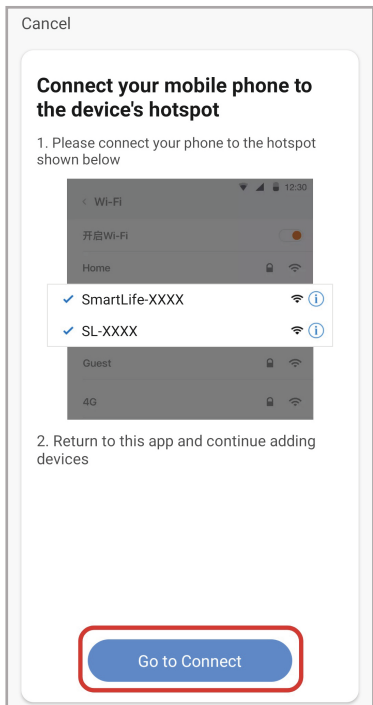 Cancel
Connect your mobile phone to
the device's hotspot
1. Please connect your phone to the hotspot
shown below
12:30
< Wi-Fi
开启Wi-Fi
Home
SmartLife-XXXX
SL-XXXX
Guest
4G
2. Return to this app and continue adding
devices
Go to Connect